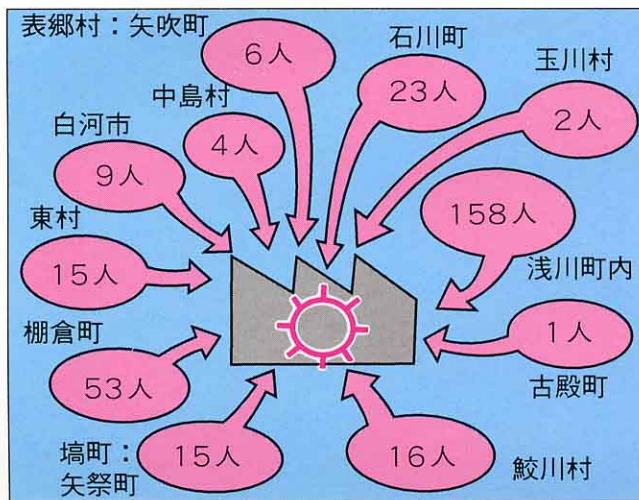 表郷村：矢吹町
6人
石川町
23人
玉川村
2人
中島村
4人
白河市
9人
東村
15人
棚倉町
53人
塙町：
矢祭町
15人
16人
鮫川村
158人
浅川町内
1人
古殿町